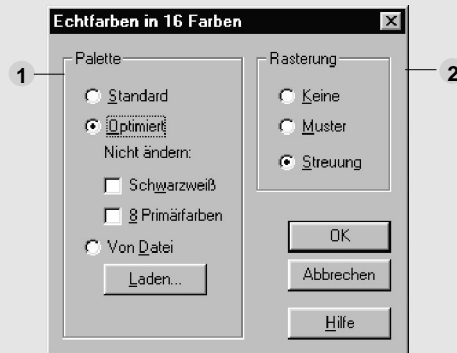 Echtfarben in 16 Farben
1
Palette
Standard
Optimiert
Nicht ändern:
Schwarzweiß
8 Primärfarben
Von Datei
Laden...
Rasterung
2
Keine
Muster
Streuung
OK
Abbrechen
Hilfe